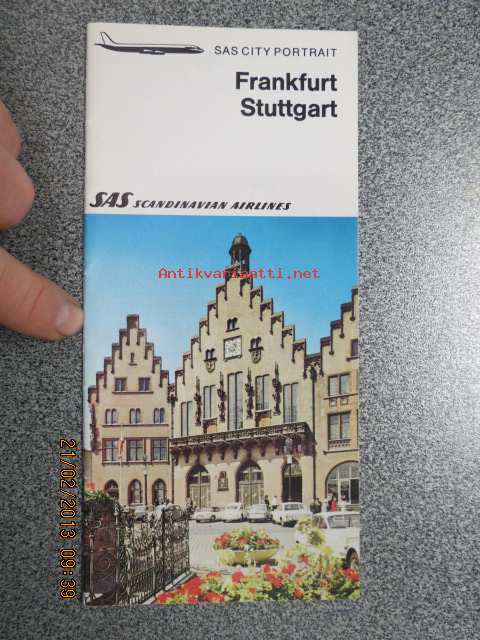 SAS CITY PORTRAIT
Frankfurt
Stuttgart
SAS SCANDINAVIAN AIRLINES
Antikvariaatti.net
21/02/2013 09:39